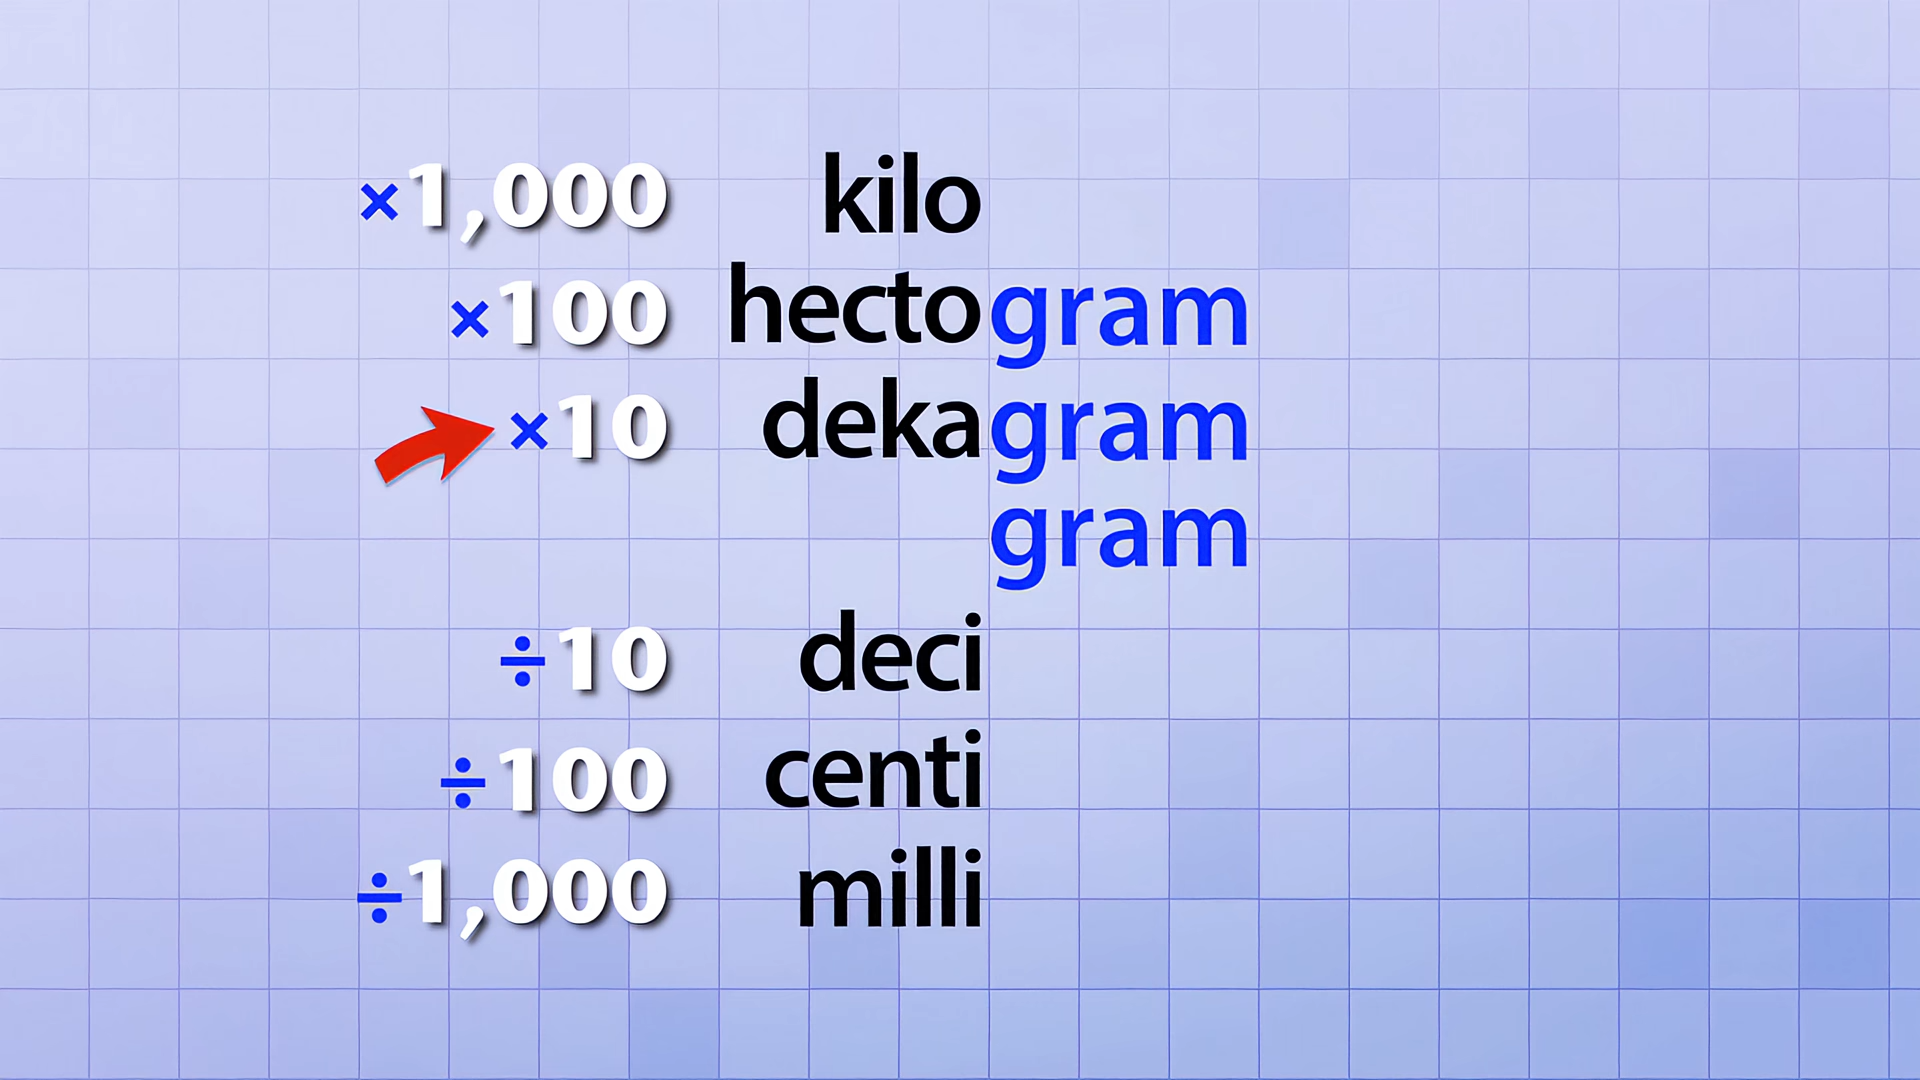 ×1,000 kilo
×100 hectogram
×10 dekagram
gram
÷10 deci
÷100 centi
÷1,000 milli